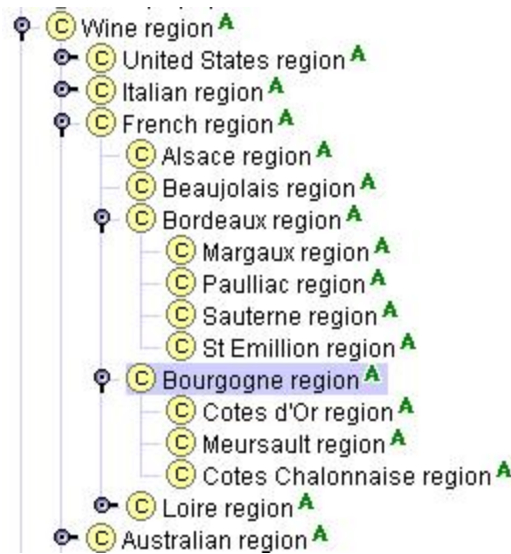 C Wine region A
C United States region A
C Italian region A
C French region A
C Alsace region A
C Beaujolais region A
C Bordeaux region A
C Margaux region A
C Paulliac region A
C Sauterne region A
C St Emillion region A
C Bourgogne region A
C Cotes d'Or region A
C Meursault region A
C Cotes Chalonnaise region A
C Loire region A
C Australian region A